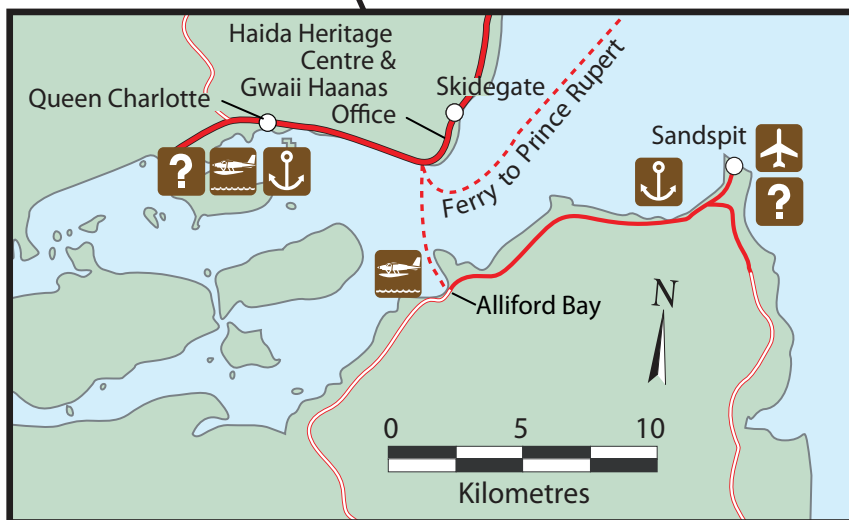 Haida Heritage
Centre &
Gwaii Haanas
Office
Queen Charlotte
Skidegate
Ferry to Prince Rupert
Sandspit
?
?
Alliford Bay
N
0 5 10
Kilometres